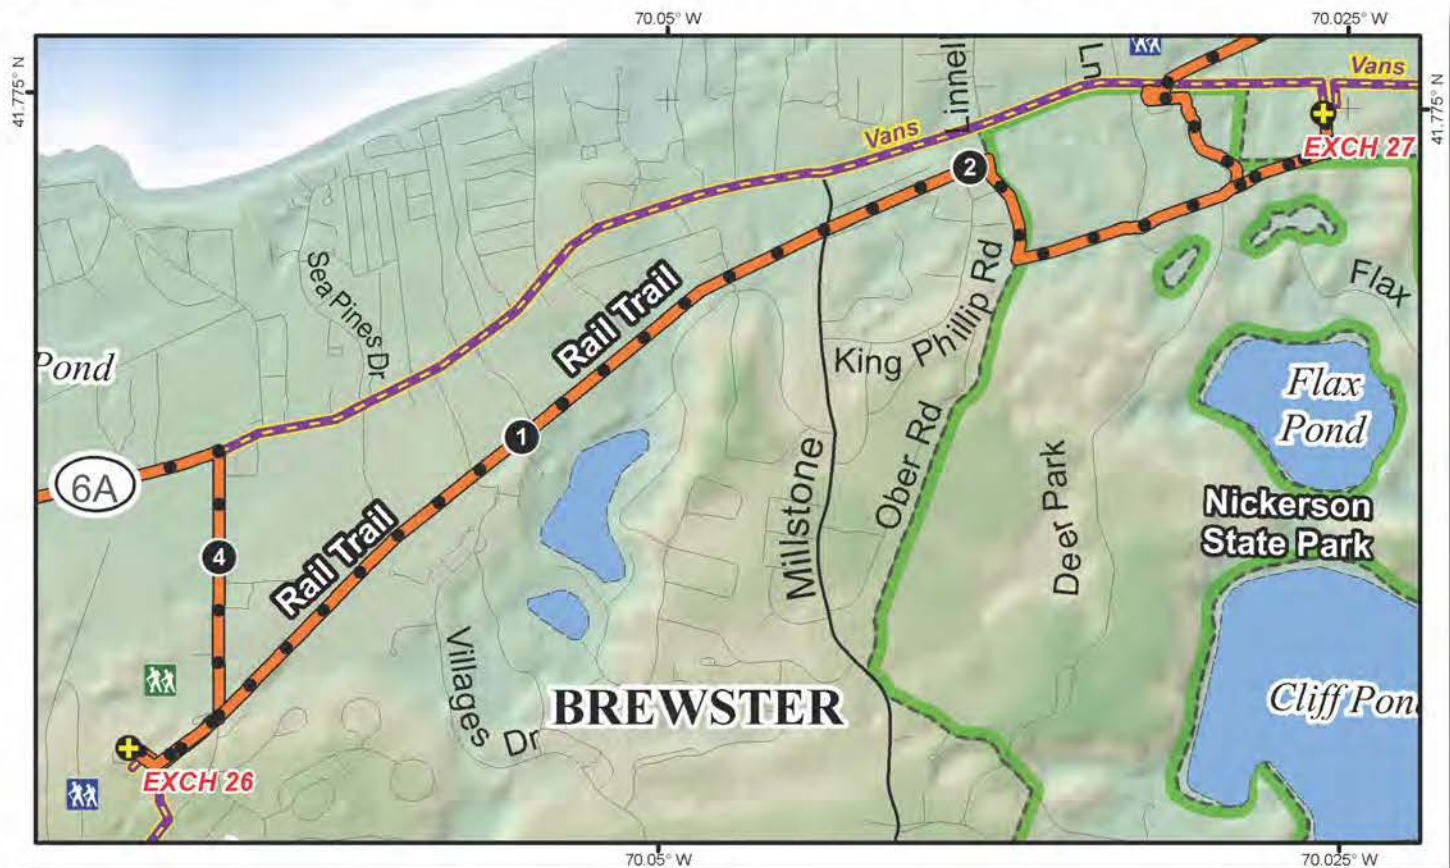 70.05° W
70.025° W
41.775° N
41.775° N
Linnell
Ln
Vans
Vans
2
EXCH 27
Sea Pines Dr
Rail Trail
King Phillip Rd
Flax
Pond
Flax
Pond
1
6A
Millstone
Ober Rd
Deer Park
Nickerson
State Park
4
Rail Trail
Villages Dr
BREWSTER
Cliff Pon
EXCH 26
70.05° W
70.025° W